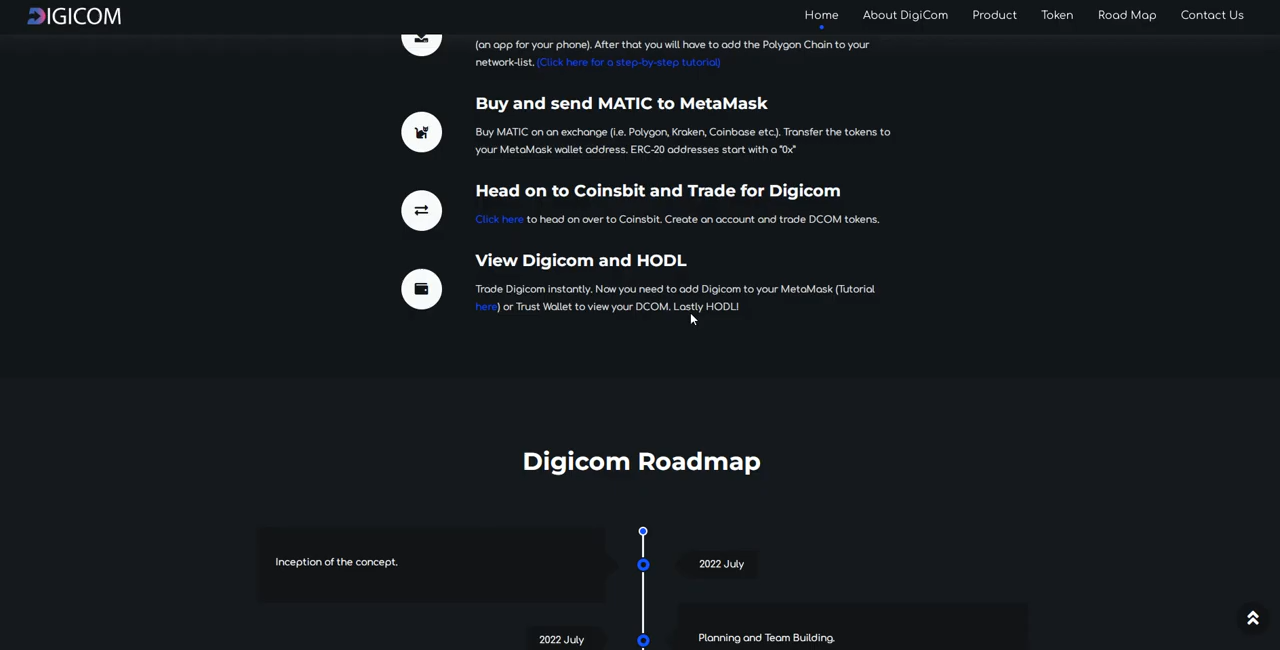 DIGICOM
Home About DigiCom Product Token Road Map Contact Us
(an app for your phone). After that you will have to add the Polygon Chain to your
network-list. (Click here for a step-by-step tutorial)
Buy and send MATIC to MetaMask
Buy MATIC on an exchange (i.e. Polygon, Kraken, Coinbase etc.). Transfer the tokens to
your MetaMask wallet address. ERC-20 addresses start with a "0x"
Head on to Coinsbit and Trade for Digicom
Click here to head on over to Coinsbit. Create an account and trade DCOM tokens.
View Digicom and HODL
Trade Digicom instantly. Now you need to add Digicom to your MetaMask (Tutorial
here) or Trust Wallet to view your DCOM. Lastly HODL!
Digicom Roadmap
Inception of the concept.
2022 July
2022 July
Planning and Team Building.